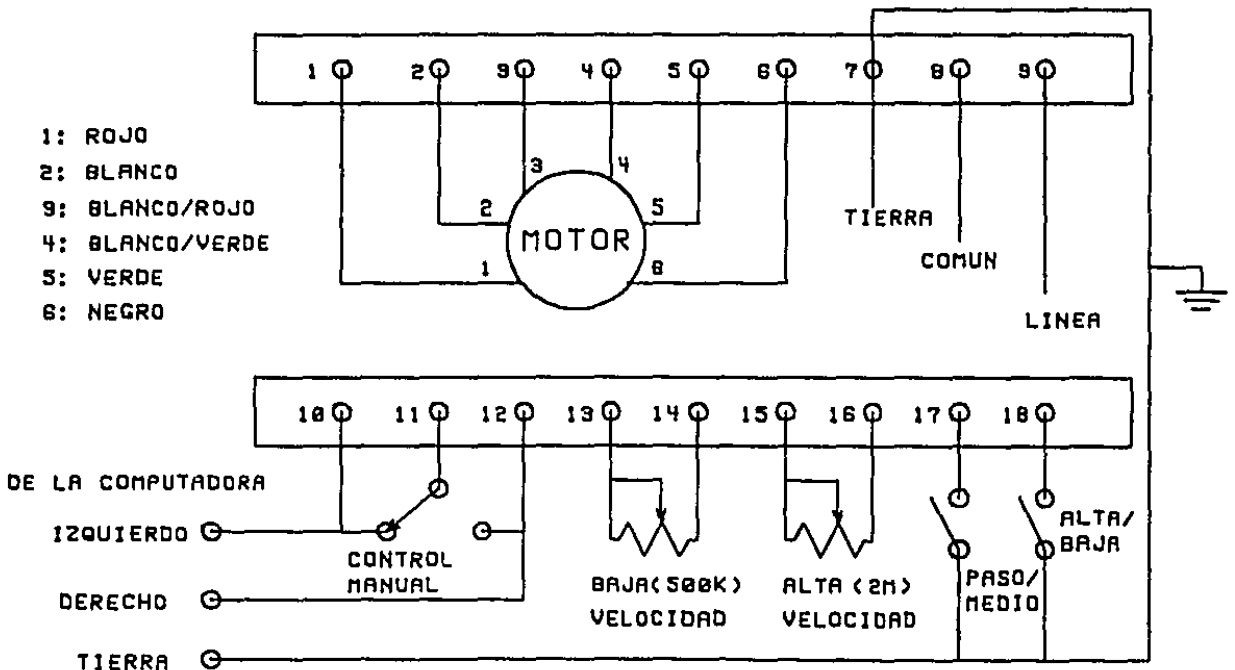 1 2 9 4 5 6 7 8 9
1: ROJO
2: BLANCO
9: BLANCO/ROJO
4: BLANCO/VERDE
5: VERDE
6: NEGRO
3 4
2 5
MOTOR
1 6
TIERRA
COMUN
LINEA
10 11 12 13 14 15 16 17 18
DE LA COMPUTADORA
IZQUIERDO
CONTROL
MANUAL
DERECHO
TIERRA
BAJA(500K)
VELOCIDAD
ALTA (2M)
VELOCIDAD
PASO/
MEDIO
ALTA/
BAJA